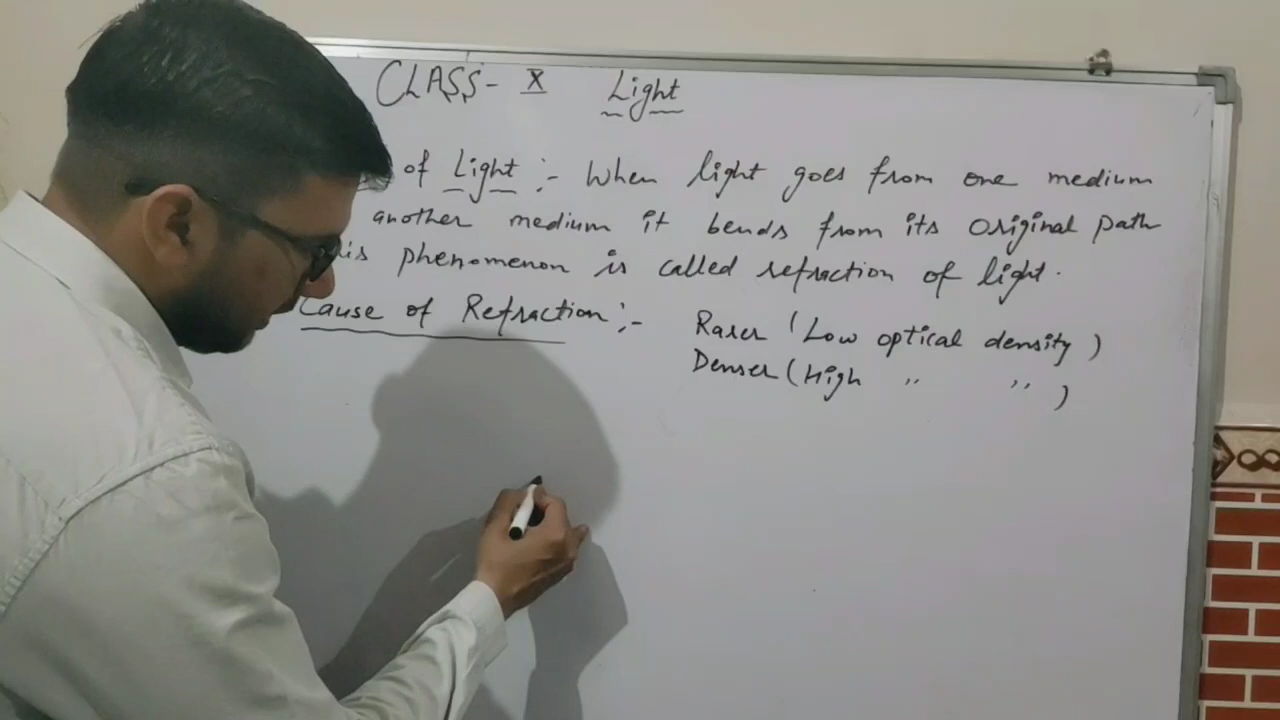 CLASS - X Light
of Light :- When light goes from one medium
another medium it bends from its original path
is phenomenon is called refraction of light.
Cause of Refraction :- Rarer (Low optical density)
Denser (High " ")